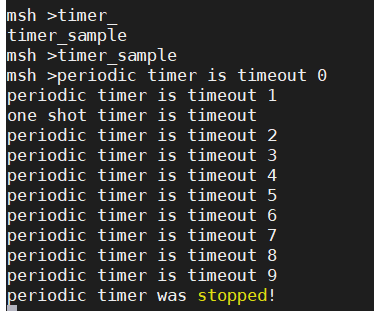 msh >timer_
timer_sample
msh >timer_sample
msh >periodic timer is timeout 0
periodic timer is timeout 1
one shot timer is timeout
periodic timer is timeout 2
periodic timer is timeout 3
periodic timer is timeout 4
periodic timer is timeout 5
periodic timer is timeout 6
periodic timer is timeout 7
periodic timer is timeout 8
periodic timer is timeout 9
periodic timer was stopped!